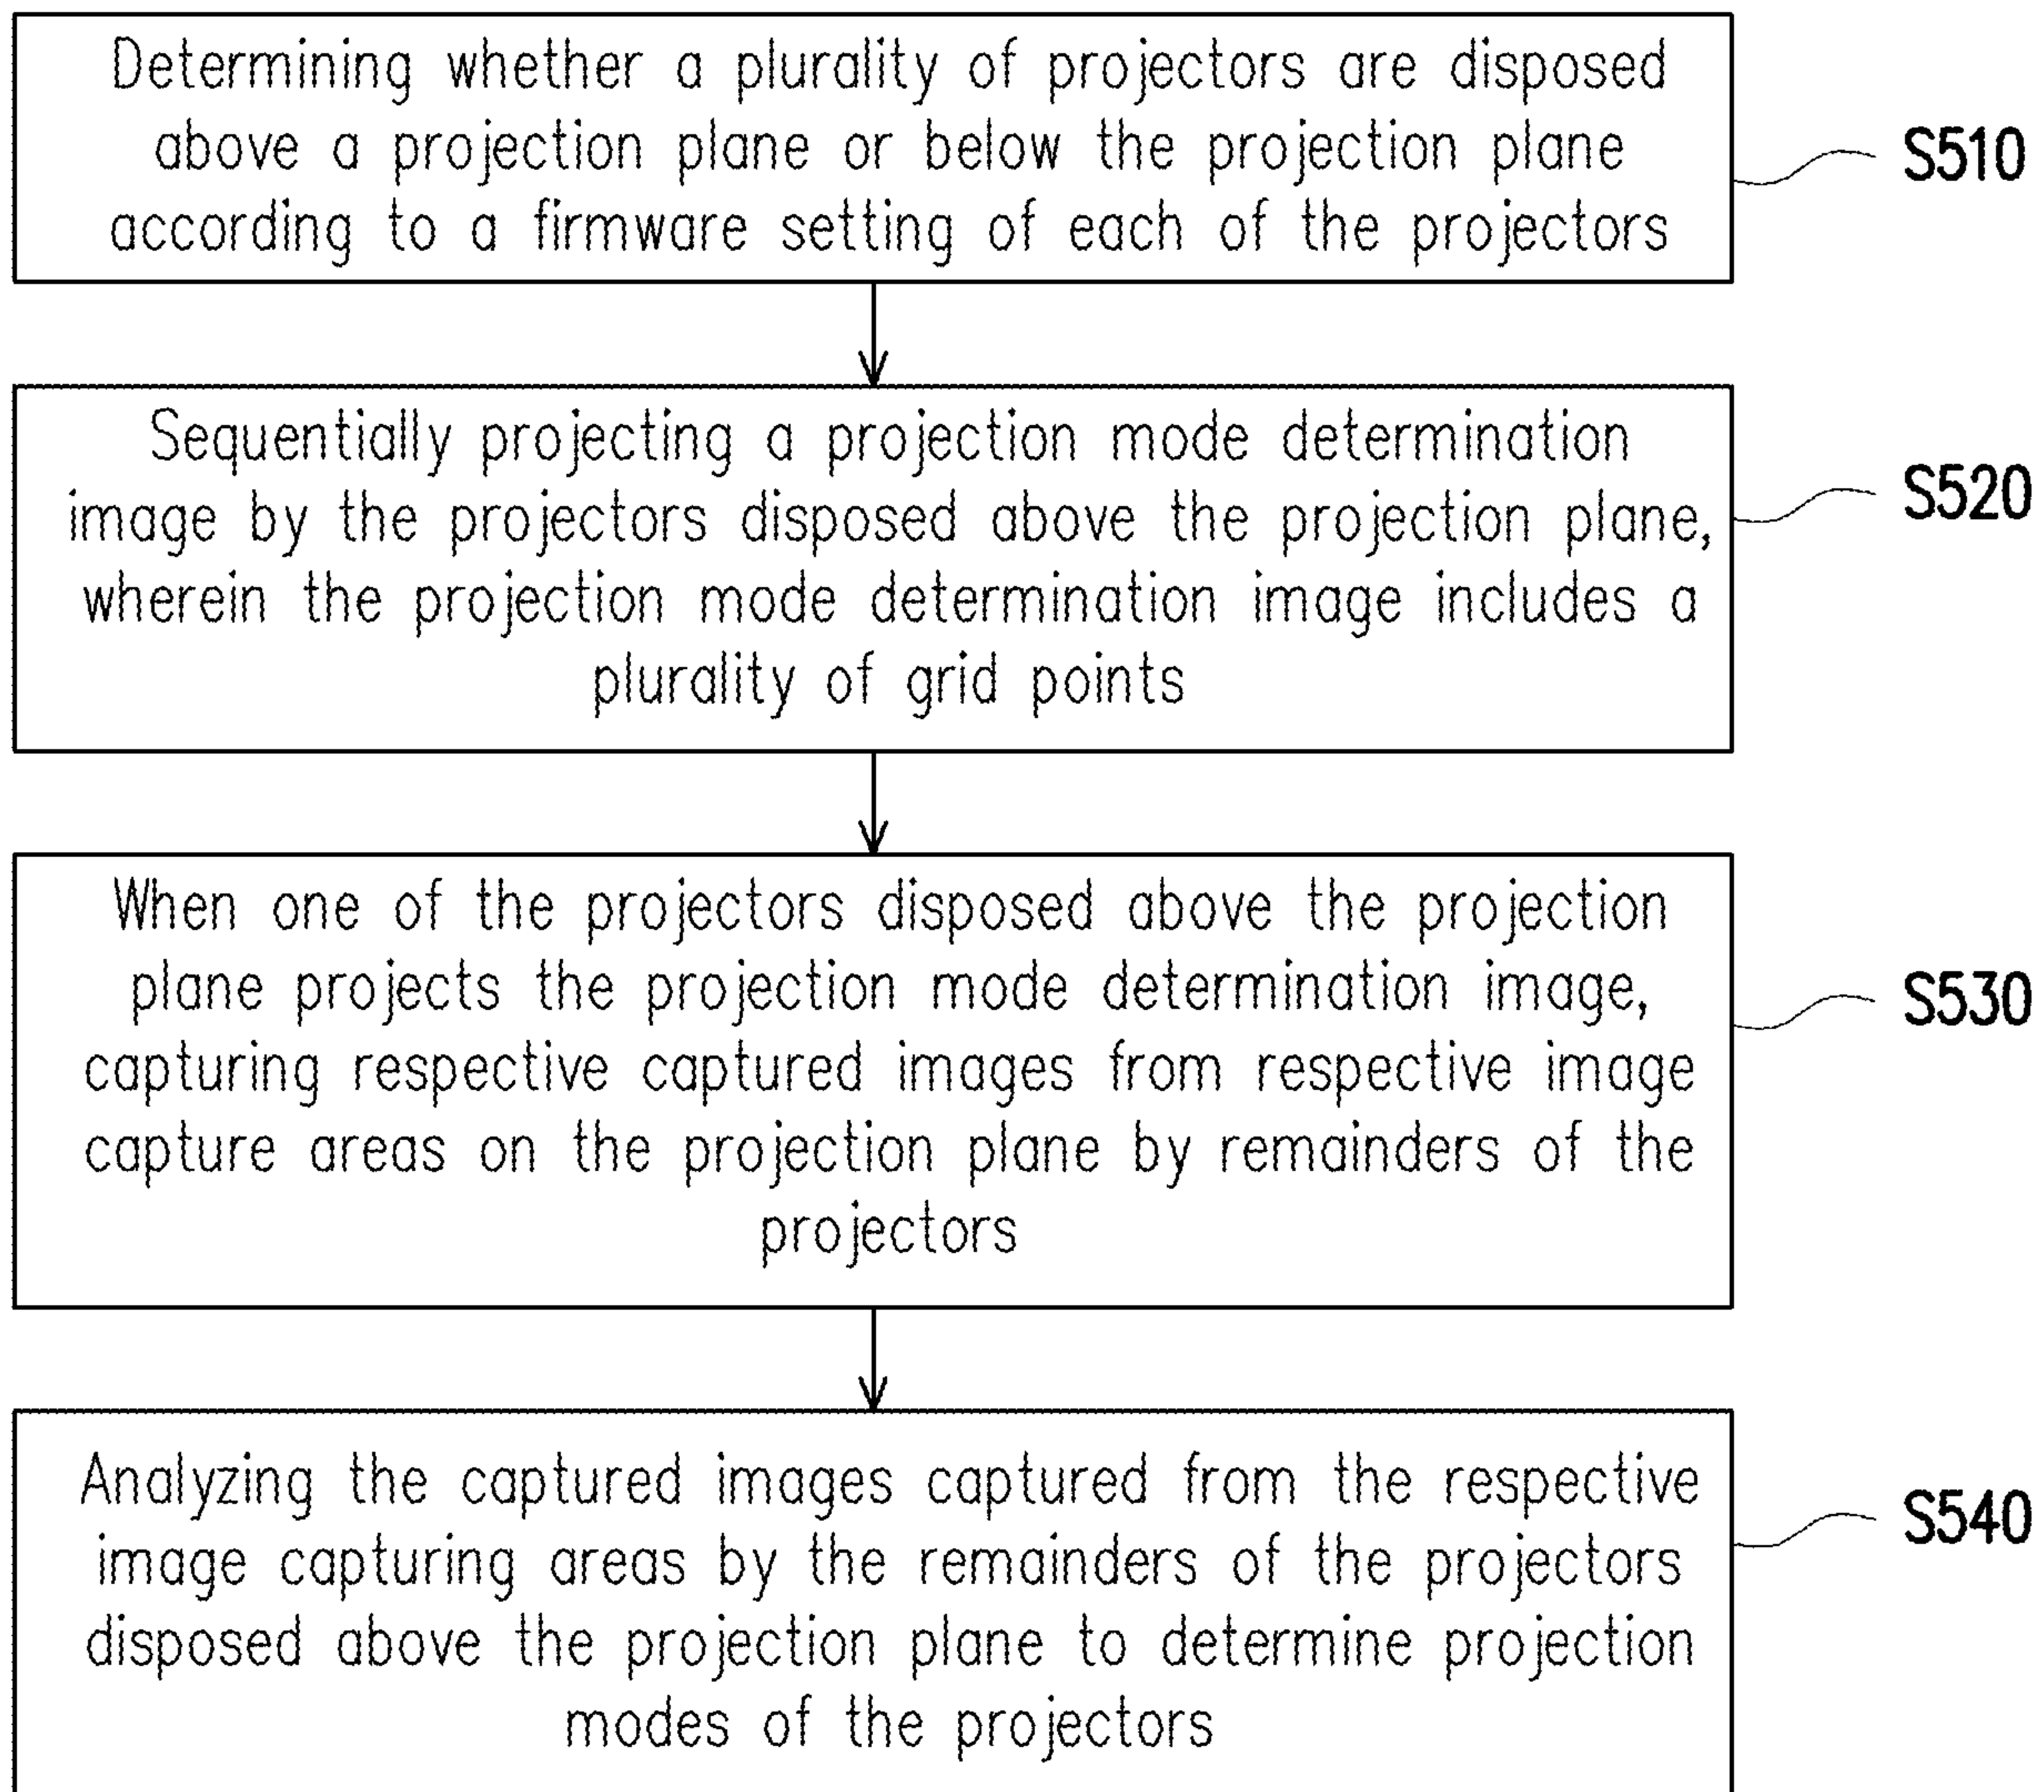 Determining whether a plurality of projectors are disposed
above a projection plane or below the projection plane
according to a firmware setting of each of the projectors
S510
Sequentially projecting a projection mode determination
image by the projectors disposed above the projection plane,
wherein the projection mode determination image includes a
plurality of grid points
S520
When one of the projectors disposed above the projection
plane projects the projection mode determination image,
capturing respective captured images from respective image
capture areas on the projection plane by remainders of the
projectors
S530
Analyzing the captured images captured from the respective
image capturing areas by the remainders of the projectors
disposed above the projection plane to determine projection
modes of the projectors
S540